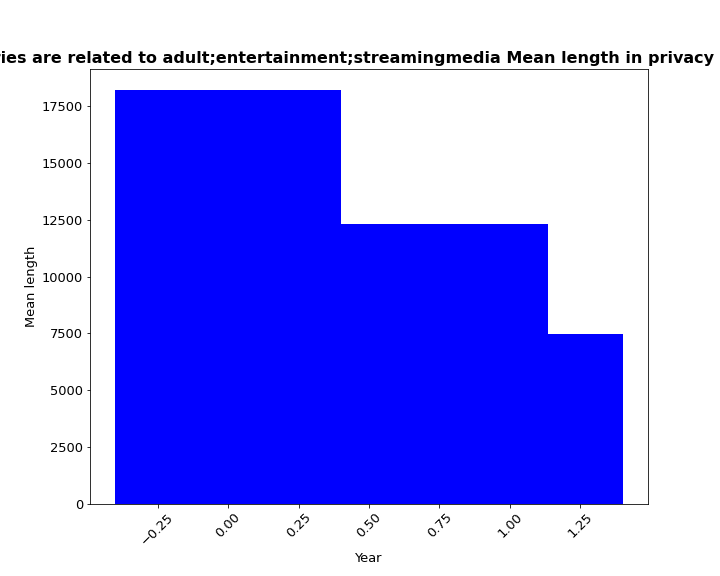 ries are related to adult;entertainment;streamingmedia Mean length in privacy
17500
15000
12500
10000
7500
5000
2500
0
Mean length
−0.25 0.00 0.25 0.50 0.75 1.00 1.25
Year